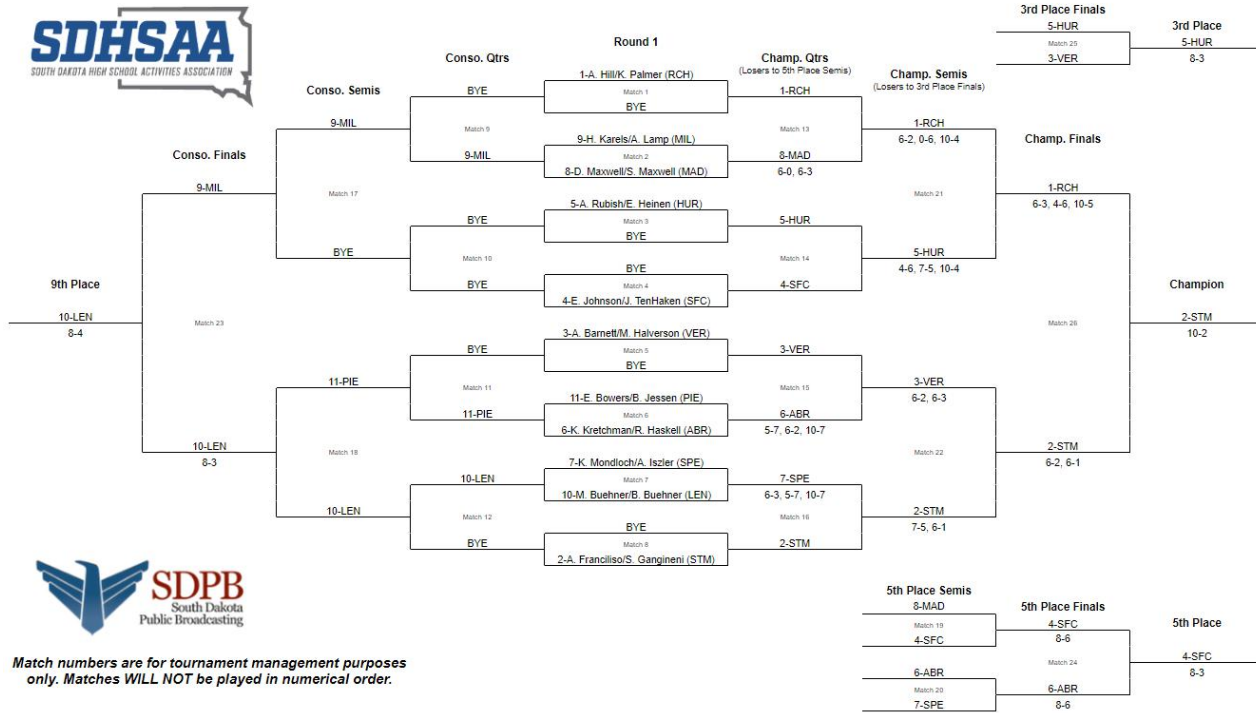 SDHSAA
SOUTH DAKOTA HIGH SCHOOL ACTIVITIES ASSOCIATION
3rd Place Finals
5-HUR
Match 25
3-VER
3rd Place
5-HUR
8-3
Round 1
1-A. Hill/K. Palmer (RCH)
Match 1
BYE
9-H. Karels/A. Lamp (MIL)
Match 2
8-D. Maxwell/S. Maxwell (MAD)
5-A. Rubish/E. Heinen (HUR)
Match 3
BYE
BYE
Match 4
4-E. Johnson/J. TenHaken (SFC)
3-A. Barnett/M. Halverson (VER)
Match 5
BYE
11-E. Bowers/B. Jessen (PIE)
Match 6
6-K. Kretchman/R. Haskell (ABR)
7-K. Mondloch/A. Iszler (SPE)
Match 7
10-M. Buehner/B. Buehner (LEN)
BYE
Match 8
2-A. Franciliso/S. Gangineni (STM)
Conso. Qtrs
BYE
Match 9
9-MIL
BYE
Match 10
BYE
BYE
Match 11
11-PIE
10-LEN
Match 12
BYE
Conso. Semis
9-MIL
Match 17
BYE
11-PIE
Match 18
10-LEN
Conso. Finals
9-MIL
Match 23
10-LEN
8-3
9th Place
10-LEN
8-4
Champ. Qtrs
(Losers to 5th Place Semis)
1-RCH
Match 13
8-MAD
6-0, 6-3
5-HUR
Match 14
4-SFC
3-VER
Match 15
6-ABR
5-7, 6-2, 10-7
7-SPE
6-3, 5-7, 10-7
Match 16
2-STM
Champ. Semis
(Losers to 3rd Place Finals)
1-RCH
6-2, 0-6, 10-4
Match 21
5-HUR
4-6, 7-5, 10-4
3-VER
6-2, 6-3
Match 22
2-STM
7-5, 6-1
Champ. Finals
1-RCH
6-3, 4-6, 10-5
Match 26
2-STM
6-2, 6-1
Champion
2-STM
10-2
5th Place Semis
8-MAD
Match 19
4-SFC
6-ABR
Match 20
7-SPE
5th Place Finals
4-SFC
8-6
Match 24
6-ABR
8-6
5th Place
4-SFC
8-3
SDPB
South Dakota
Public Broadcasting
Match numbers are for tournament management purposes
only. Matches WILL NOT be played in numerical order.